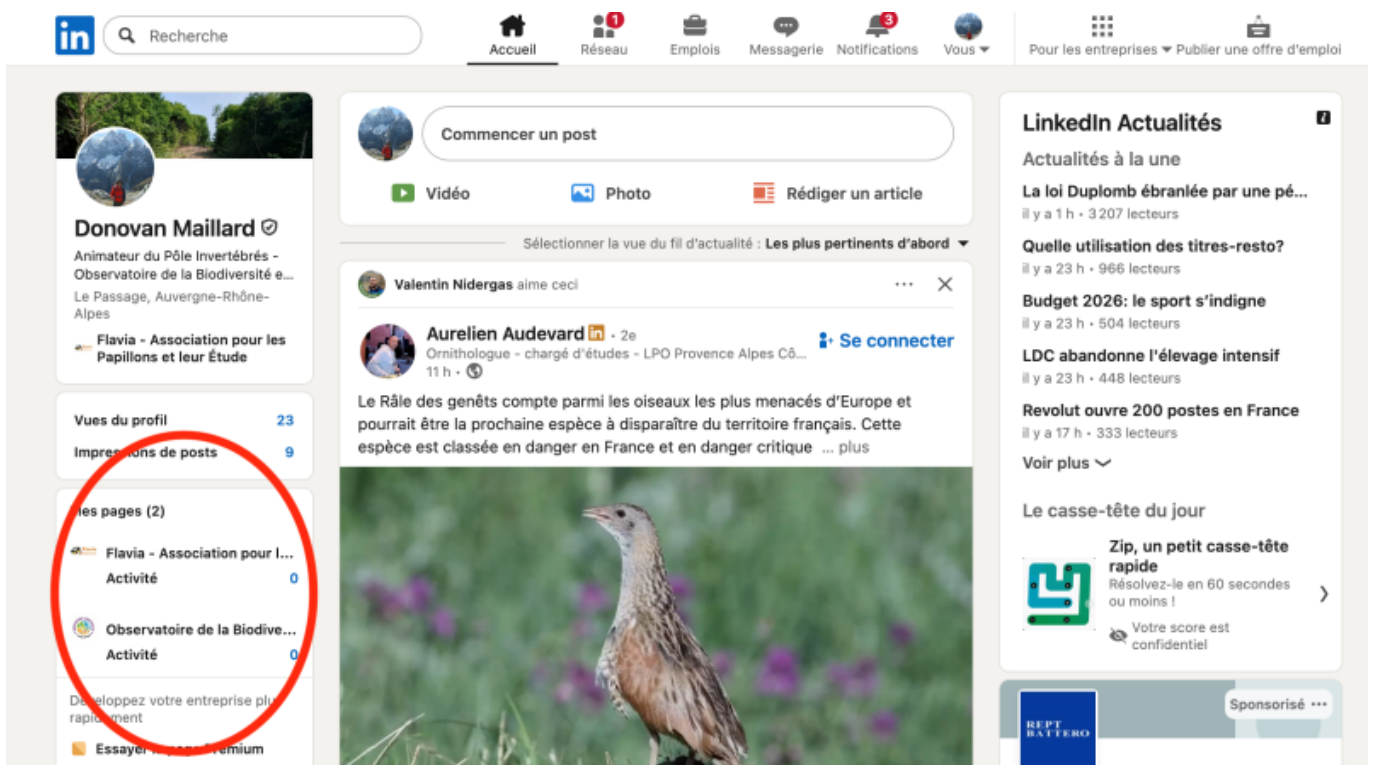 in
Recherche
1
3
Accueil
Réseau
Emplois
Messagerie
Notifications
Vous
Pour les entreprises
Publier une offre d'emploi
Donovan Maillard
Animateur du Pôle Invertébrés -
Observatoire de la Biodiversité e...
Le Passage, Auvergne-Rhône-
Alpes
Flavia - Association pour les
Papillons et leur Étude
Vues du profil 23
Impressions de posts 9
Mes pages (2)
Flavia - Association pour l...
Activité 0
Observatoire de la Biodive...
Activité 0
Développez votre entreprise plus
rapidement
Essayer Premium
Commencer un post
Vidéo
Photo
Rédiger un article
Sélectionner la vue du fil d'actualité : Les plus pertinents d'abord
Valentin Nidergas aime ceci
Aurelien Audevard in • 2e
Se connecter
Ornithologue - chargé d'études - LPO Provence Alpes Cô...
11 h •
Le Râle des genêts compte parmi les oiseaux les plus menacés d'Europe et
pourrait être la prochaine espèce à disparaître du territoire français. Cette
espèce est classée en danger en France et en danger critique ... plus
LinkedIn Actualités
Actualités à la une
La loi Duplomb ébranlée par une pé...
il y a 1 h • 3 207 lecteurs
Quelle utilisation des titres-resto?
il y a 23 h • 966 lecteurs
Budget 2026: le sport s'indigne
il y a 23 h • 504 lecteurs
LDC abandonne l'élevage intensif
il y a 23 h • 448 lecteurs
Revolut ouvre 200 postes en France
il y a 17 h • 333 lecteurs
Voir plus
Le casse-tête du jour
Zip, un petit casse-tête
rapide
Résolvez-le en 60 secondes
ou moins !
Votre score est
confidentiel
Sponsorisé
REPT
BATTERO